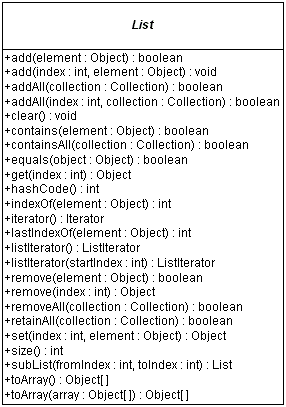 List
+add(element : Object) : boolean
+add(index : int, element : Object) : void
+addAll(collection : Collection) : boolean
+addAll(index : int, collection : Collection) : boolean
+clear() : void
+contains(element : Object) : boolean
+containsAll(collection : Collection) : boolean
+equals(object : Object) : boolean
+get(index : int) : Object
+hashCode() : int
+indexOf(element : Object) : int
+iterator() : Iterator
+lastIndexOf(element : Object) : int
+listIterator() : ListIterator
+listIterator(startIndex : int) : ListIterator
+remove(element : Object) : boolean
+remove(index : int) : Object
+removeAll(collection : Collection) : boolean
+retainAll(collection : Collection) : boolean
+set(index : int, element : Object) : Object
+size() : int
+subList(fromIndex : int, toIndex : int) : List
+toArray() : Object[ ]
+toArray(array : Object[ ]) : Object[ ]